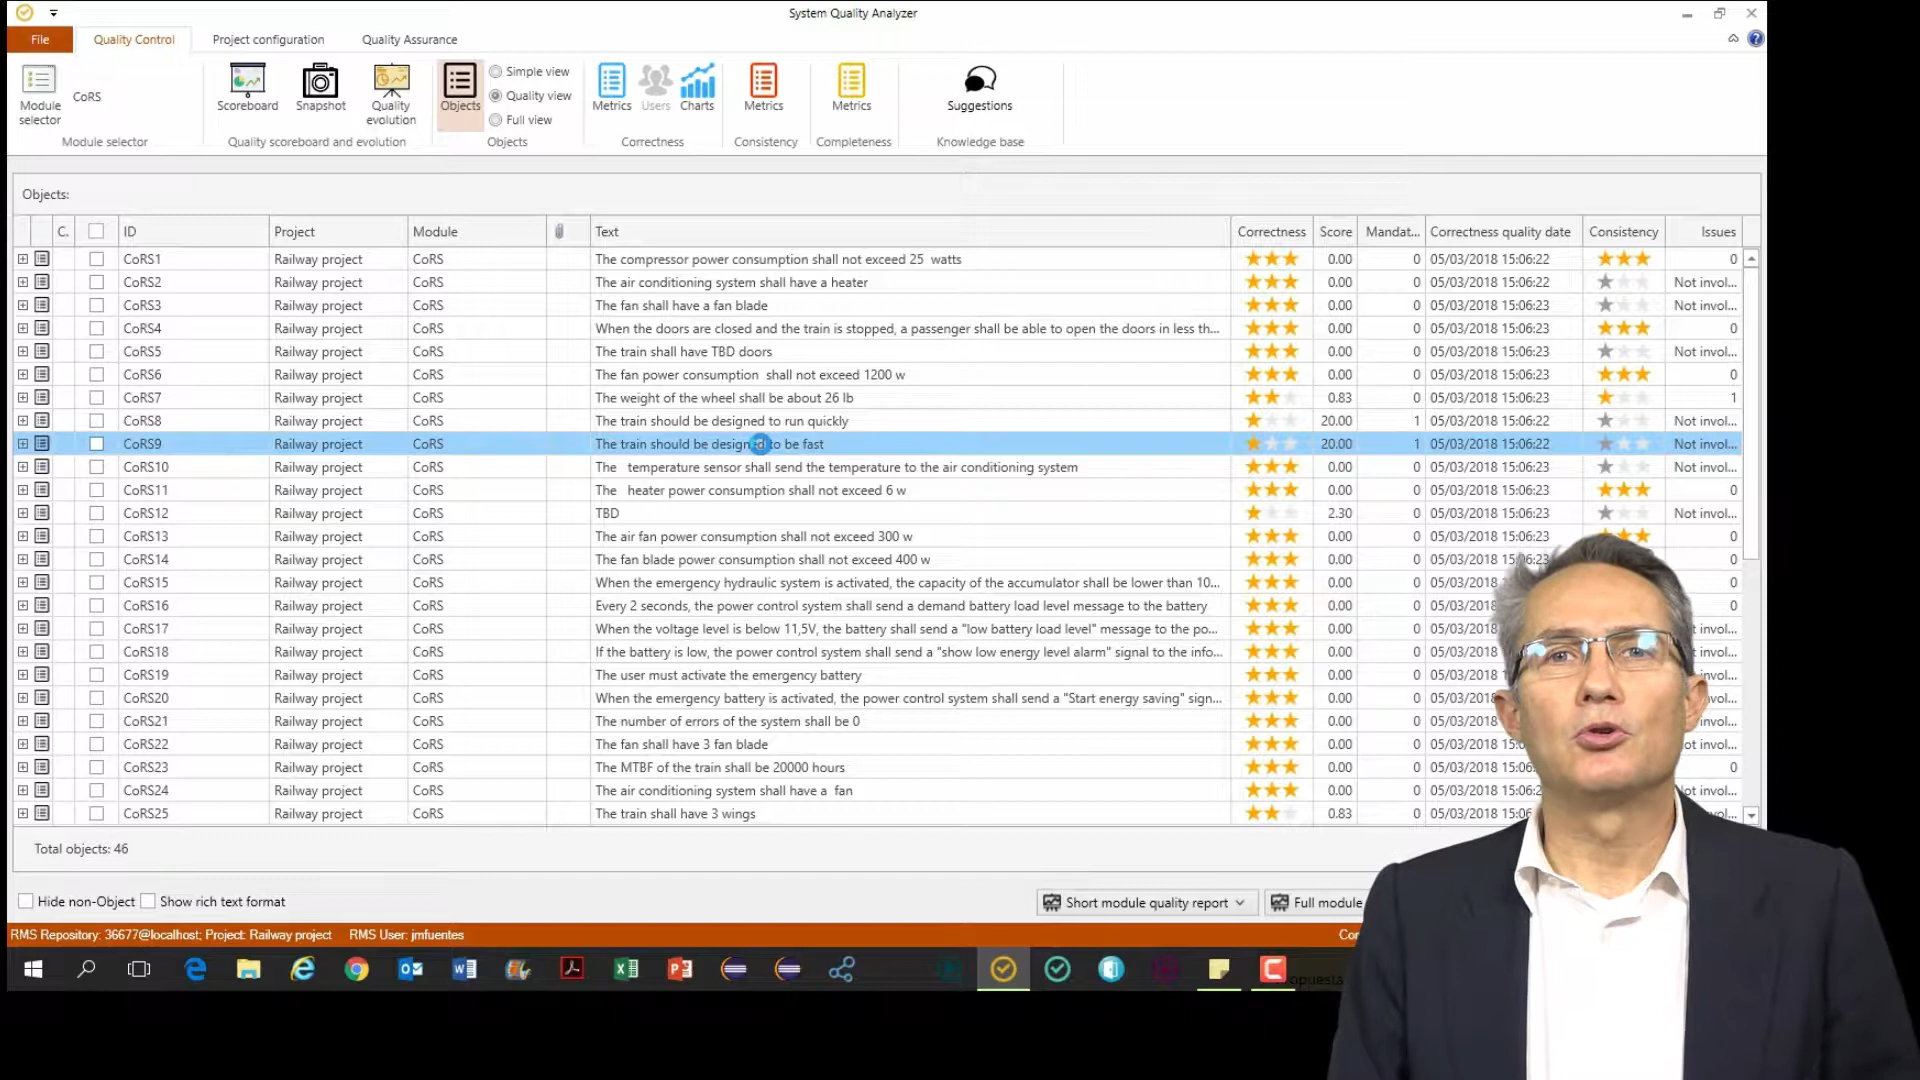 System Quality Analyzer
File Quality Control Project configuration Quality Assurance
Module selector CoRS Scoreboard Snapshot Quality evolution Objects Simple view Quality view Full view Metrics Users Charts Metrics Metrics Suggestions
Module selector Quality scoreboard and evolution Objects Correctness Consistency Completeness Knowledge base
Objects:
C. ID Project Module Text Correctness Score Mandat... Correctness quality date Consistency Issues
CoRS1 Railway project CoRS The compressor power consumption shall not exceed 25 watts 0.00 0 05/03/2018 15:06:22 0
CoRS2 Railway project CoRS The air conditioning system shall have a heater 0.00 0 05/03/2018 15:06:22 Not invol...
CoRS3 Railway project CoRS The fan shall have a fan blade 0.00 0 05/03/2018 15:06:23 Not invol...
CoRS4 Railway project CoRS When the doors are closed and the train is stopped, a passenger shall be able to open the doors in less th... 0.00 0 05/03/2018 15:06:23 0
CoRS5 Railway project CoRS The train shall have TBD doors 0.00 0 05/03/2018 15:06:23 Not invol...
CoRS6 Railway project CoRS The fan power consumption shall not exceed 1200 w 0.00 0 05/03/2018 15:06:23 0
CoRS7 Railway project CoRS The weight of the wheel shall be about 26 lb 0.83 0 05/03/2018 15:06:23 1
CoRS8 Railway project CoRS The train should be designed to run quickly 20.00 1 05/03/2018 15:06:22 Not invol...
CoRS9 Railway project CoRS The train should be designed to be fast 20.00 1 05/03/2018 15:06:22 Not invol...
CoRS10 Railway project CoRS The temperature sensor shall send the temperature to the air conditioning system 0.00 0 05/03/2018 15:06:23 Not invol...
CoRS11 Railway project CoRS The heater power consumption shall not exceed 6 w 0.00 0 05/03/2018 15:06:23 0
CoRS12 Railway project CoRS TBD 2.30 0 05/03/2018 15:06:23 Not invol...
CoRS13 Railway project CoRS The air fan power consumption shall not exceed 300 w 0.00 0 05/03/2018 15:06:23 0
CoRS14 Railway project CoRS The fan blade power consumption shall not exceed 400 w 0.00 0 05/03/2018 15:06:23 0
CoRS15 Railway project CoRS When the emergency hydraulic system is activated, the capacity of the accumulator shall be lower than 10... 0.00 0 05/03/2018 0
CoRS16 Railway project CoRS Every 2 seconds, the power control system shall send a demand battery load level message to the battery 0.00 0 05/03/2018 0
CoRS17 Railway project CoRS When the voltage level is below 11,5V, the battery shall send a "low battery load level" message to the po... 0.00 0 05/03/2018 invol...
CoRS18 Railway project CoRS If the battery is low, the power control system shall send a "show low energy level alarm" signal to the info... 0.00 0 05/03/2018 invol...
CoRS19 Railway project CoRS The user must activate the emergency battery 0.00 0 05/03/2018 invol...
CoRS20 Railway project CoRS When the emergency battery is activated, the power control system shall send a "Start energy saving" sign... 0.00 0 05/03/2018
CoRS21 Railway project CoRS The number of errors of the system shall be 0 0.00 0 05/03/2018
CoRS22 Railway project CoRS The fan shall have 3 fan blade 0.00 0 05/03/2018 invol...
CoRS23 Railway project CoRS The MTBF of the train shall be 20000 hours 0.00 0 05/03/2018 15:06: 0
CoRS24 Railway project CoRS The air conditioning system shall have a fan 0.00 0 05/03/2018 15:06: invol...
CoRS25 Railway project CoRS The train shall have 3 wings 0.83 0 05/03/2018 15:06
Total objects: 46
Hide non-Object Show rich text format Short module quality report Full module
RMS Repository: 36677@localhost; Project: Railway project RMS User: jmfuentes
opuesta